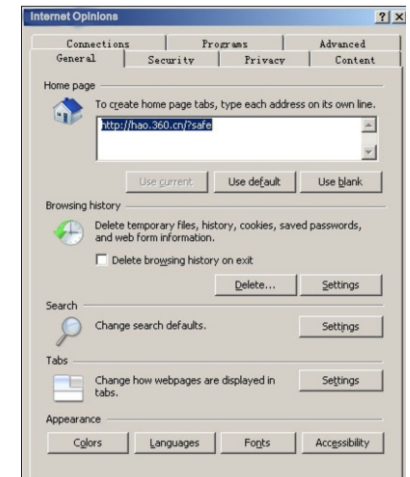 Internet Opinions
? x
Connections Programs Advanced
General Security Privacy Content
Home page
To create home page tabs, type each address on its own line.
http://hao.360.cn/?safe
Use current Use default Use blank
Browsing history
Delete temporary files, history, cookies, saved passwords,
and web form information.
Delete browsing history on exit
Delete... Settings
Search
Change search defaults. Settings
Tabs
Change how webpages are displayed in Settings
tabs.
Appearance
Colors Languages Fonts Accessibility